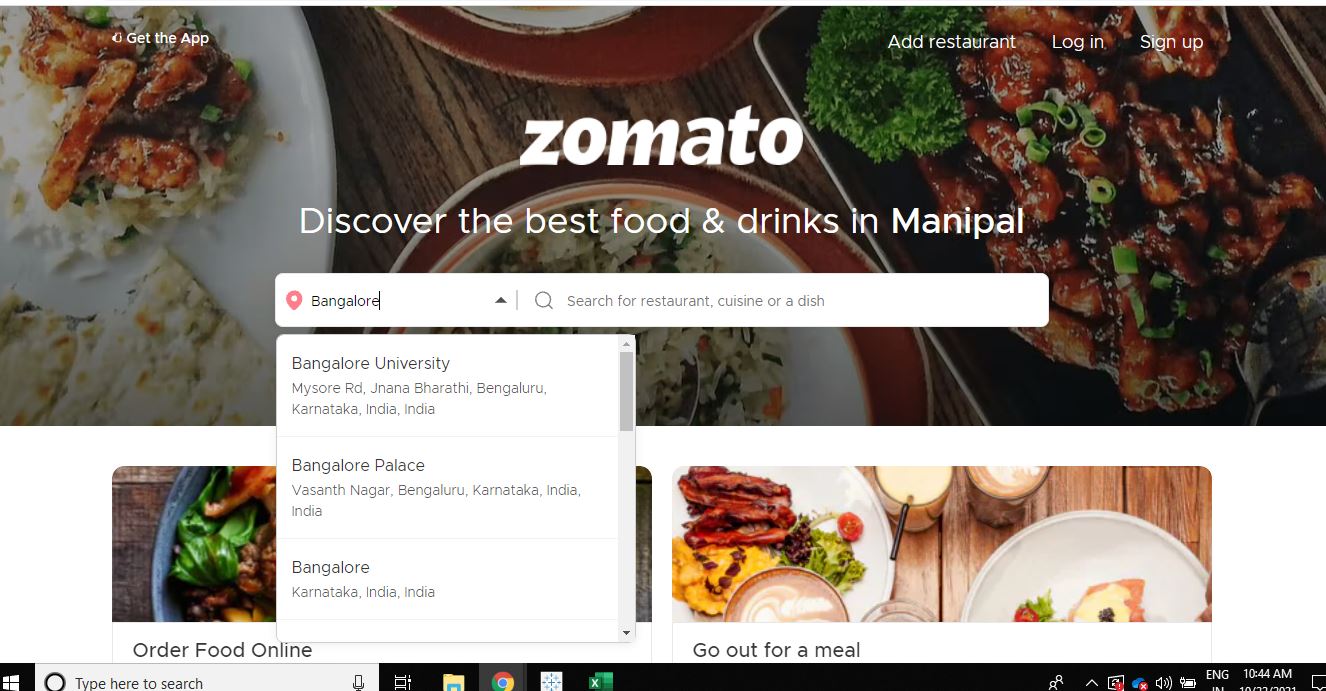 Get the App
Add restaurant
Log in
Sign up
zomato
Discover the best food & drinks in Manipal
Bangalore
Search for restaurant, cuisine or a dish
Bangalore University
Mysore Rd, Jnana Bharathi, Bengaluru,
Karnataka, India, India
Bangalore Palace
Vasanth Nagar, Bengaluru, Karnataka, India,
India
Bangalore
Karnataka, India, India
Order Food Online
Go out for a meal
Type here to search
ENG
10:44 AM
IN